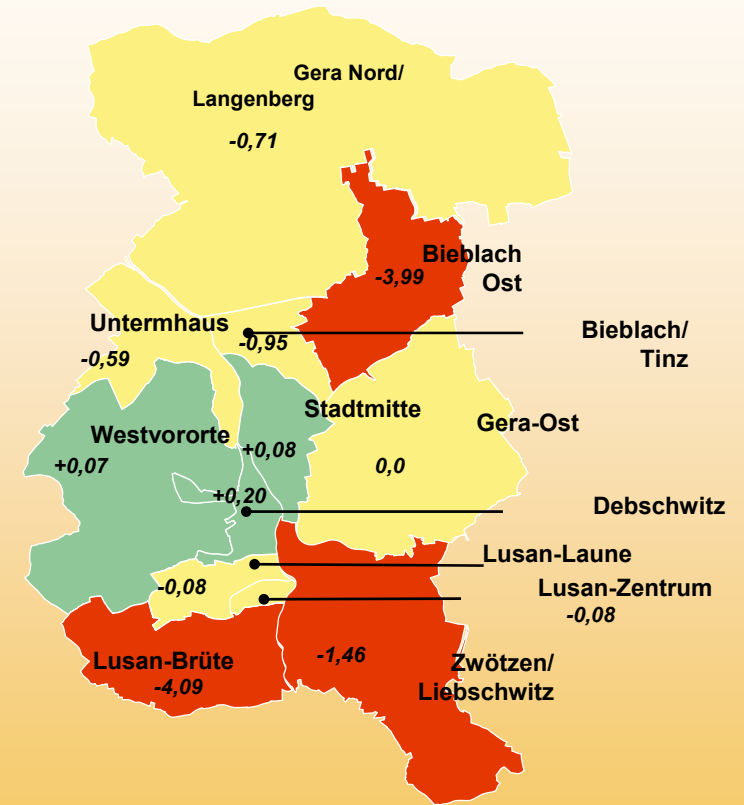 Gera Nord/
Langenberg
-0,71
Bieblach
Ost
-3,99
Untermhaus
-0,59
-0,95
Bieblach/
Tinz
Stadtmitte
+0,08
Westvororte
+0,07
Gera-Ost
0,0
+0,20
Debschwitz
Lusan-Laune
-0,08
Lusan-Zentrum
-0,08
Lusan-Brüte
-4,09
-1,46
Zwötzen/
Liebschwitz